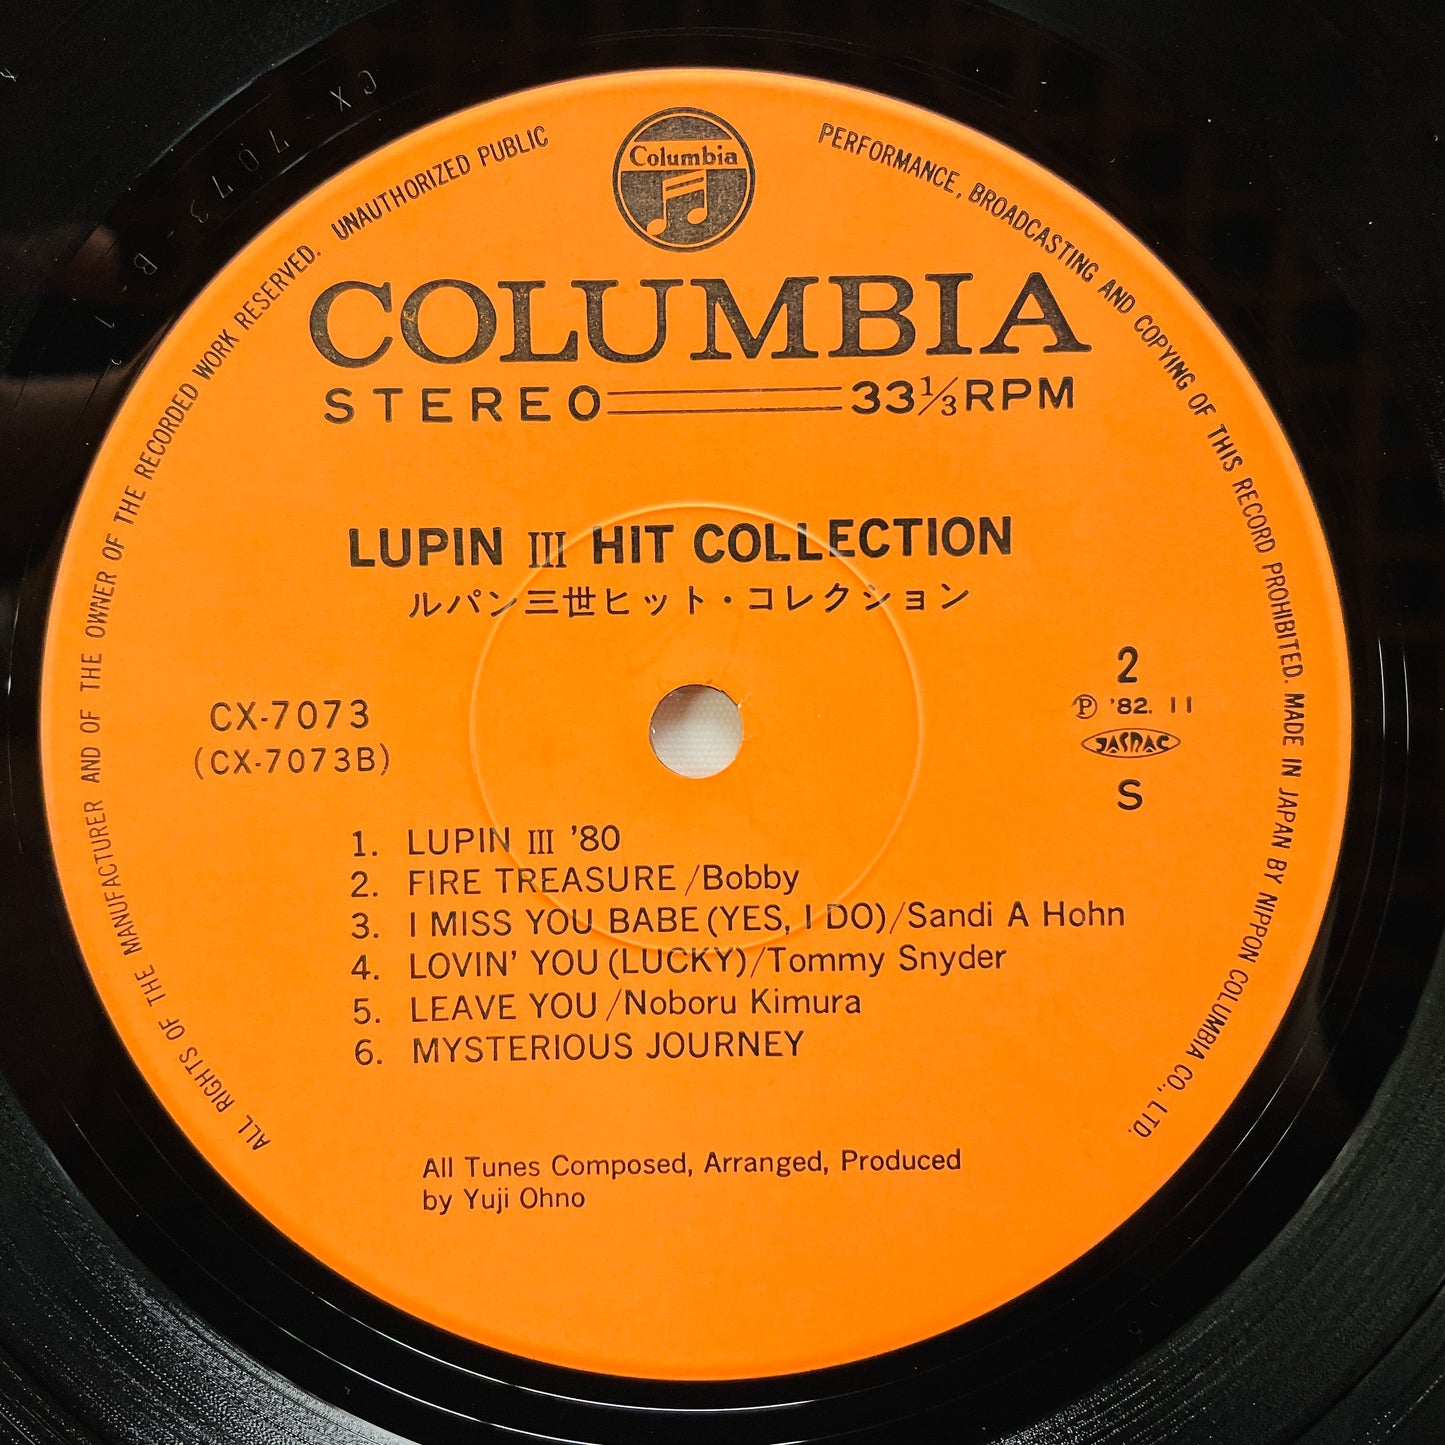 Columbia
ALL RIGHTS OF THE MANUFACTURER AND OF THE OWNER OF THE RECORDED WORK RESERVED. UNAUTHORIZED PUBLIC PERFORMANCE, BROADCASTING AND COPYING OF THIS RECORD PROHIBITED. MADE IN JAPAN BY NIPPON COLUMBIA CO., LTD.
COLUMBIA
STEREO 33⅓RPM
LUPIN III HIT COLLECTION
ルパン三世ヒット・コレクション
2
CX-7073
(CX-7073B)
Ⓟ '82. 11
JASRAC
S
1. LUPIN III '80
2. FIRE TREASURE/Bobby
3. I MISS YOU BABE(YES, I DO)/Sandi A Hohn
4. LOVIN' YOU(LUCKY)/Tommy Snyder
5. LEAVE YOU/Noboru Kimura
6. MYSTERIOUS JOURNEY
All Tunes Composed, Arranged, Produced
by Yuji Ohno